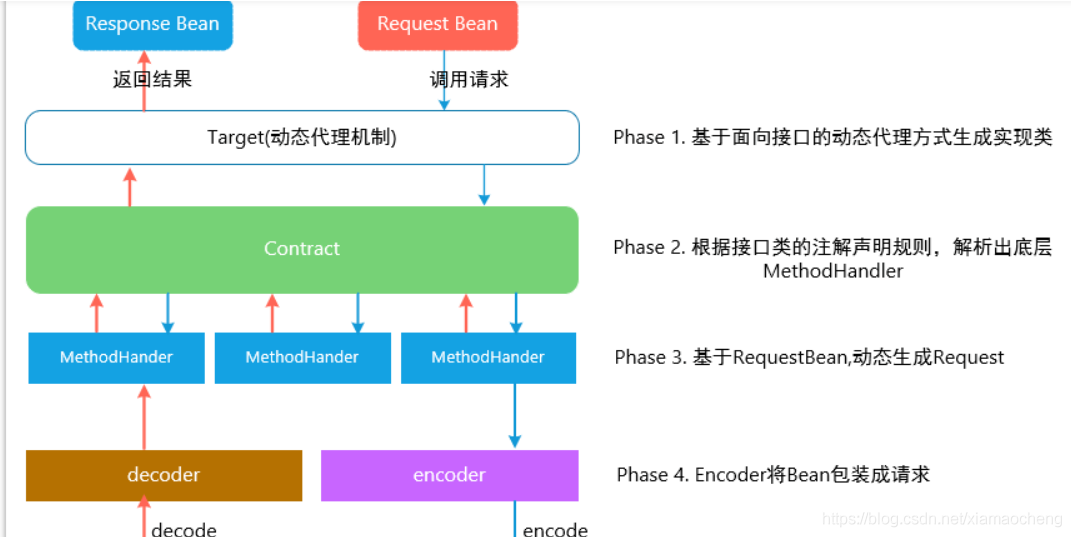 Response Bean
Request Bean
返回结果
调用请求
Target(动态代理机制)
Phase 1. 基于面向接口的动态代理方式生成实现类
Contract
Phase 2. 根据接口类的注解声明规则，解析出底层
MethodHandler
MethodHander
MethodHander
MethodHander
Phase 3. 基于RequestBean,动态生成Request
decoder
encoder
Phase 4. Encoder将Bean包装成请求
decode
encode
https://blog.csdn.net/xiamaocheng